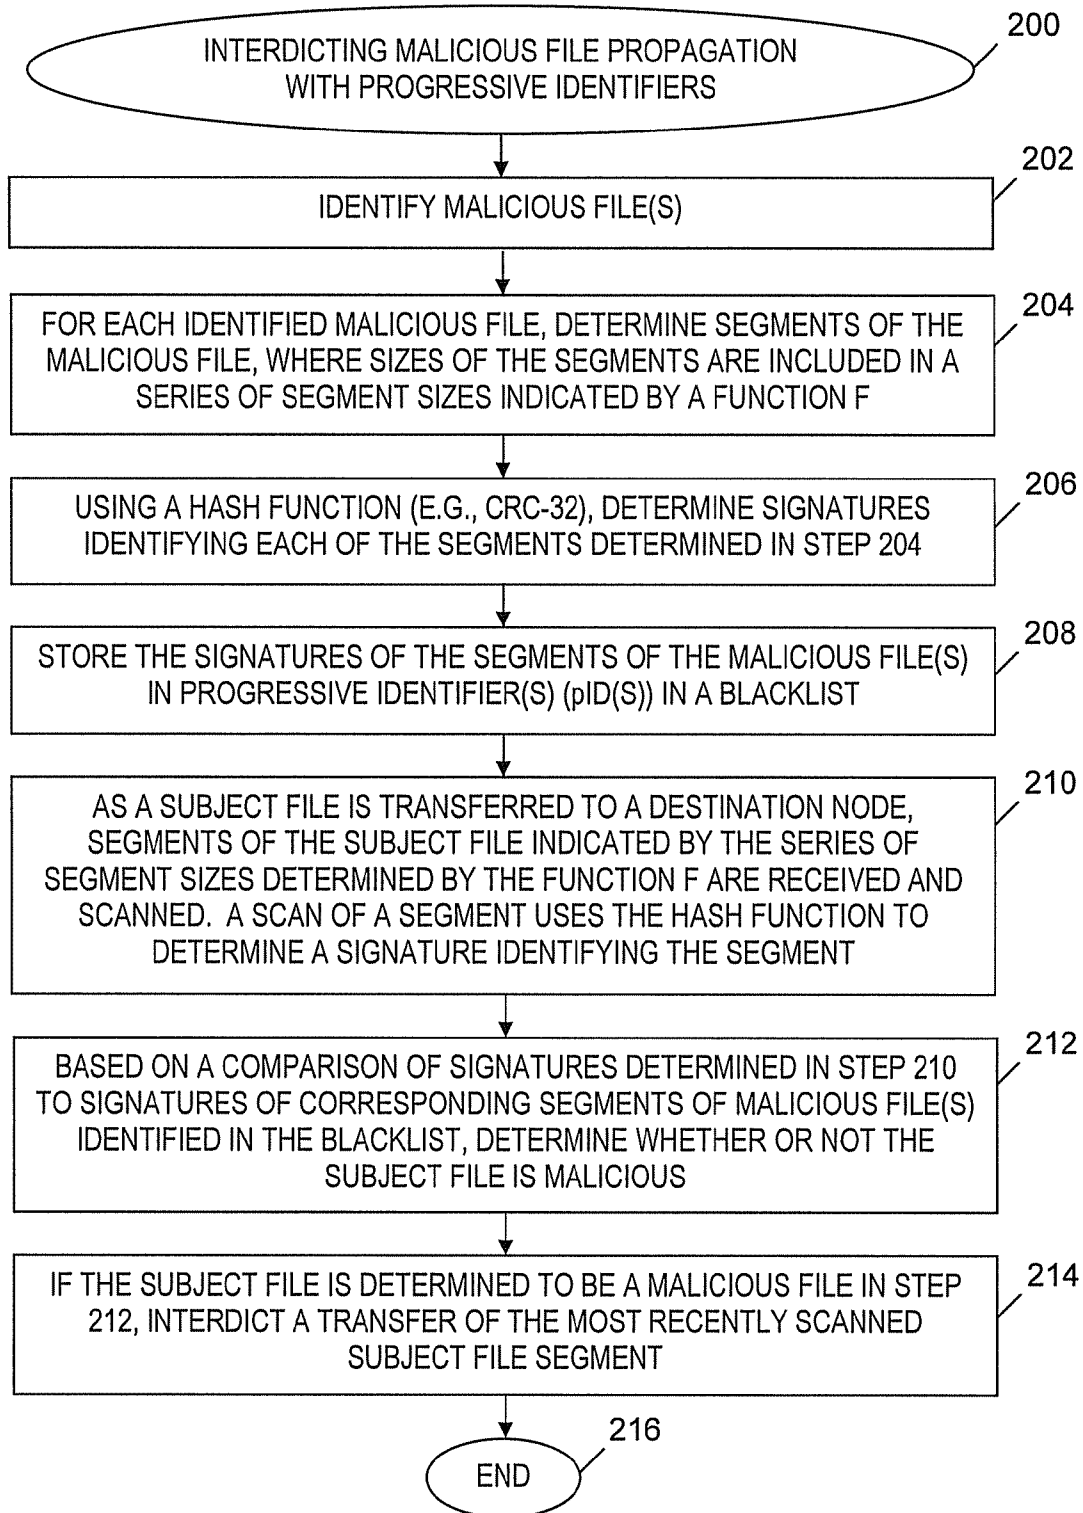 INTERDICTING MALICIOUS FILE PROPAGATION
WITH PROGRESSIVE IDENTIFIERS
200
202
IDENTIFY MALICIOUS FILE(S)
204
FOR EACH IDENTIFIED MALICIOUS FILE, DETERMINE SEGMENTS OF THE
MALICIOUS FILE, WHERE SIZES OF THE SEGMENTS ARE INCLUDED IN A
SERIES OF SEGMENT SIZES INDICATED BY A FUNCTION F
206
USING A HASH FUNCTION (E.G., CRC-32), DETERMINE SIGNATURES
IDENTIFYING EACH OF THE SEGMENTS DETERMINED IN STEP 204
208
STORE THE SIGNATURES OF THE SEGMENTS OF THE MALICIOUS FILE(S)
IN PROGRESSIVE IDENTIFIER(S) (pID(S)) IN A BLACKLIST
210
AS A SUBJECT FILE IS TRANSFERRED TO A DESTINATION NODE,
SEGMENTS OF THE SUBJECT FILE INDICATED BY THE SERIES OF
SEGMENT SIZES DETERMINED BY THE FUNCTION F ARE RECEIVED AND
SCANNED. A SCAN OF A SEGMENT USES THE HASH FUNCTION TO
DETERMINE A SIGNATURE IDENTIFYING THE SEGMENT
212
BASED ON A COMPARISON OF SIGNATURES DETERMINED IN STEP 210
TO SIGNATURES OF CORRESPONDING SEGMENTS OF MALICIOUS FILE(S)
IDENTIFIED IN THE BLACKLIST, DETERMINE WHETHER OR NOT THE
SUBJECT FILE IS MALICIOUS
214
IF THE SUBJECT FILE IS DETERMINED TO BE A MALICIOUS FILE IN STEP
212, INTERDICT A TRANSFER OF THE MOST RECENTLY SCANNED
SUBJECT FILE SEGMENT
216
END